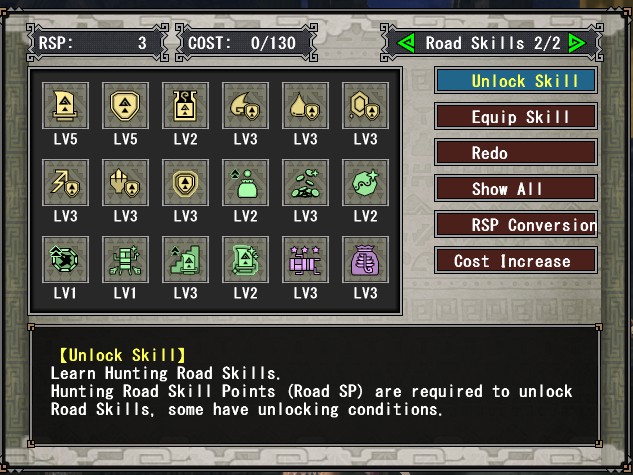 RSP: 3
COST: 0/130
Road Skills 2/2
LV5 LV5 LV2 LV3 LV3 LV3
LV3 LV3 LV3 LV2 LV3 LV2
LV1 LV1 LV3 LV2 LV3 LV3
Unlock Skill
Equip Skill
Redo
Show All
RSP Conversion
Cost Increase
【Unlock Skill】
Learn Hunting Road Skills.
Hunting Road Skill Points (Road SP) are required to unlock
Road Skills, some have unlocking conditions.